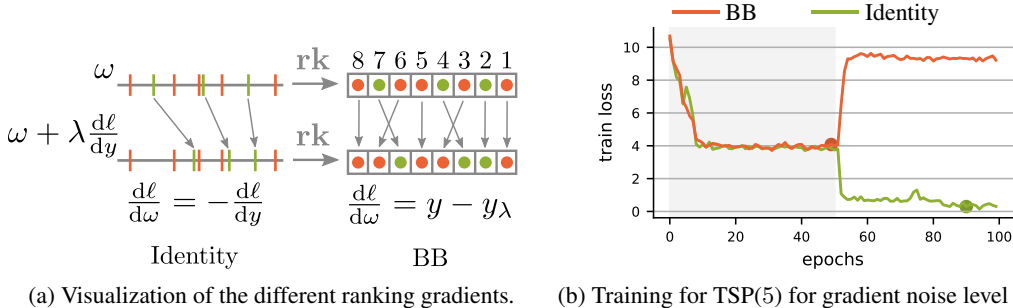 ω
rk
8 7 6 5 4 3 2 1
ω + λ dℓ/dy
rk
dℓ/dω = − dℓ/dy
dℓ/dω = y − y_λ
Identity
BB
(a) Visualization of the different ranking gradients.
BB
Identity
train loss
10
8
6
4
2
0
0 20 40 60 80 100
epochs
(b) Training for TSP(5) for gradient noise level